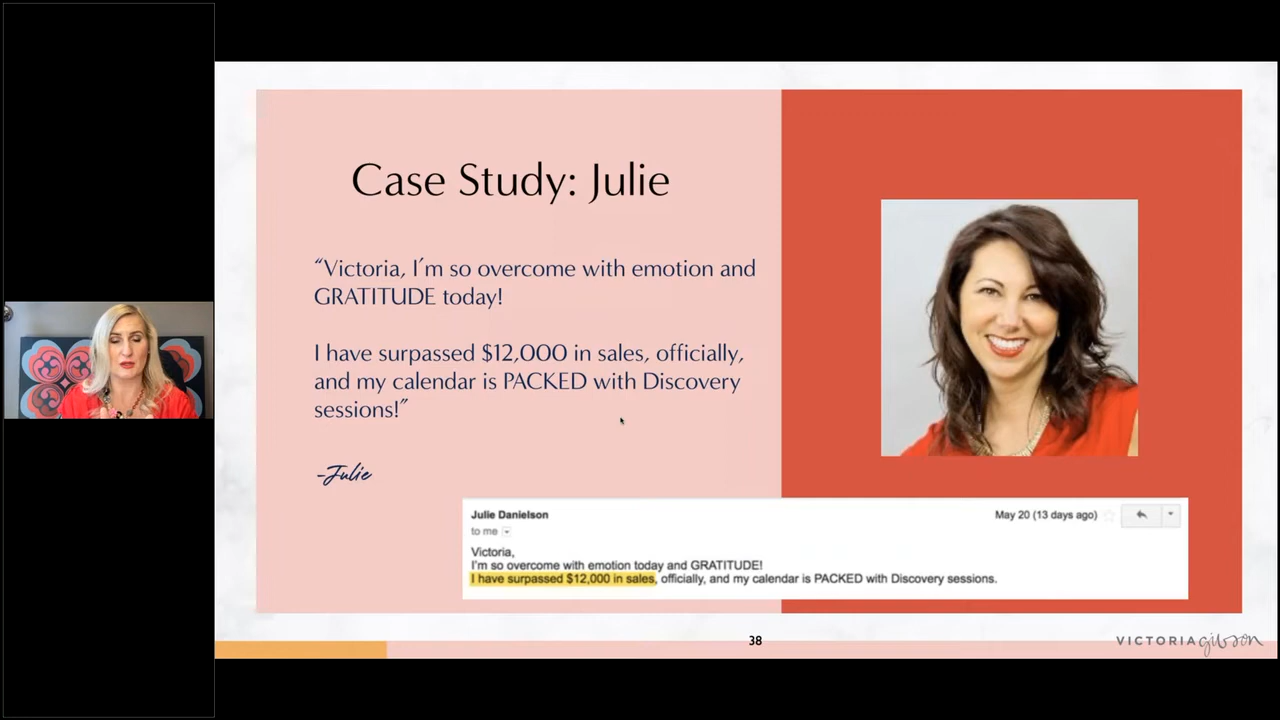 Case Study: Julie
“Victoria, I’m so overcome with emotion and
GRATITUDE today!
I have surpassed $12,000 in sales, officially,
and my calendar is PACKED with Discovery
sessions!”
-Julie
Julie Danielson
May 20 (13 days ago)
to me
Victoria,
I'm so overcome with emotion today and GRATITUDE!
I have surpassed $12,000 in sales, officially, and my calendar is PACKED with Discovery sessions.
38
VICTORIA gibson